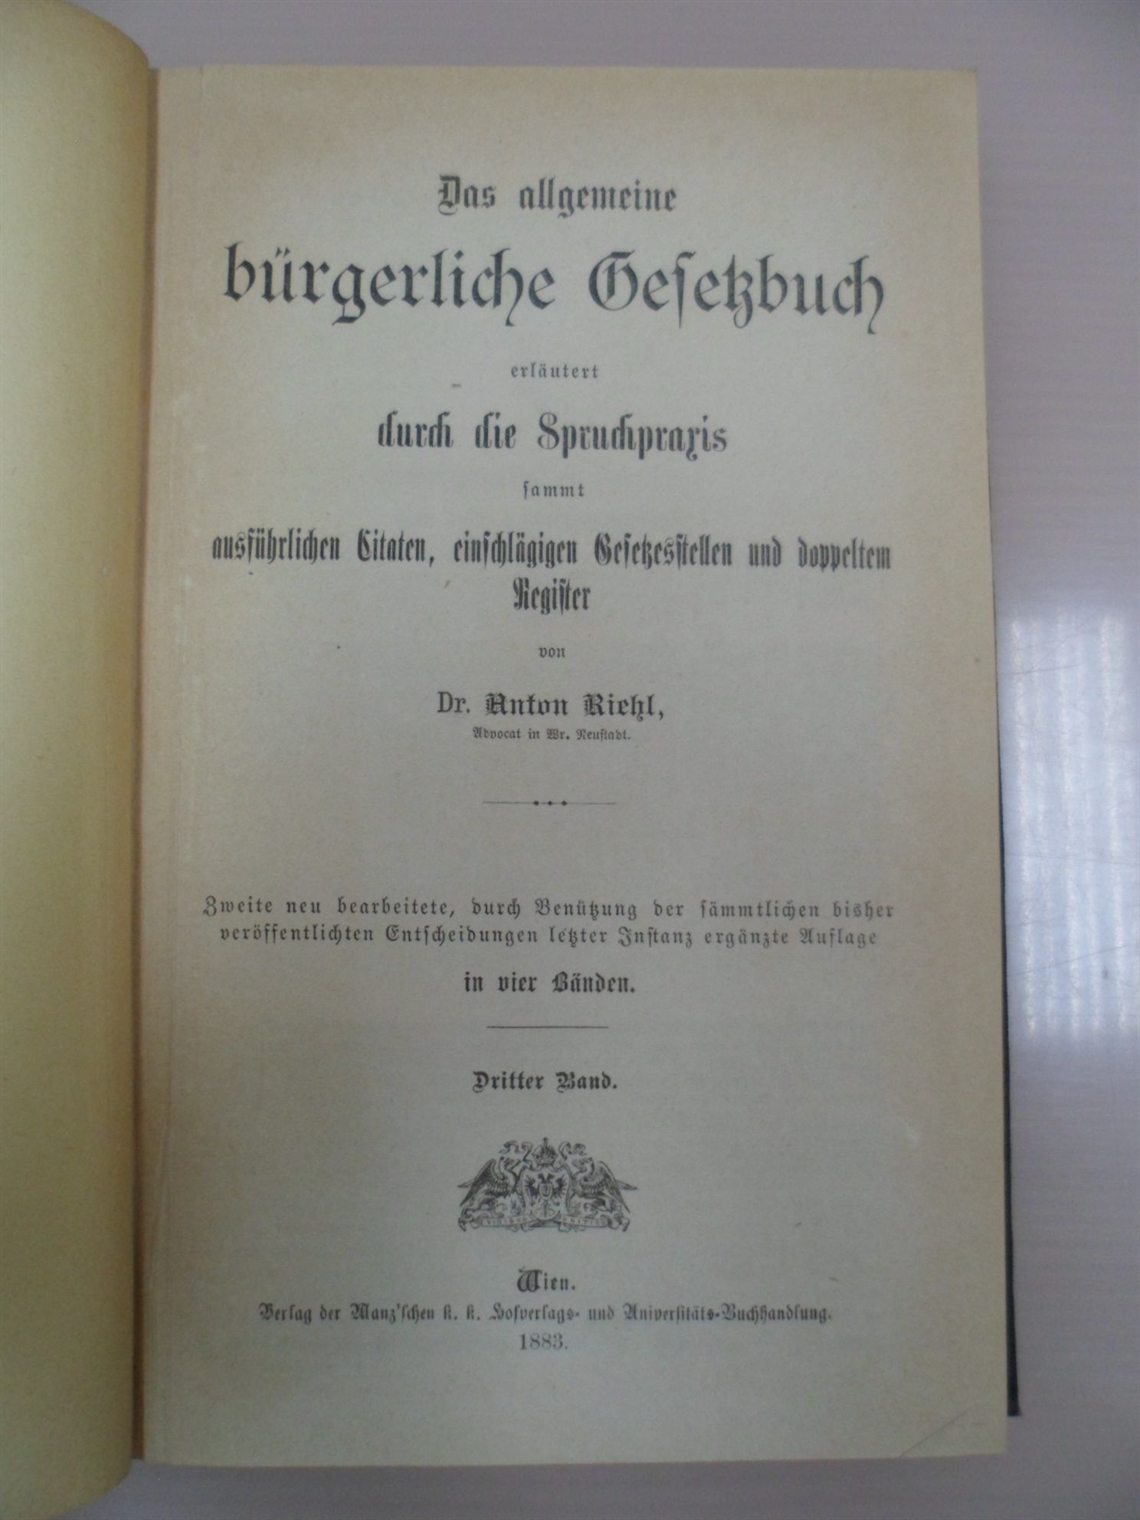 Das allgemeine
bürgerliche Gesetzbuch
erläutert
durch die Spruchpraxis
sammt
ausführlichen Citaten, einschlägigen Gesetzesstellen und doppeltem
Register
von
Dr. Anton Riehl,
Advocat in Wr. Neustadt.
Zweite neu bearbeitete, durch Benützung der sämmtlichen bisher
veröffentlichten Entscheidungen letzter Instanz ergänzte Auflage
in vier Bänden.
Dritter Band.
Wien.
Verlag der Manz'schen k. k. Hofverlags- und Universitäts-Buchhandlung.
1883.